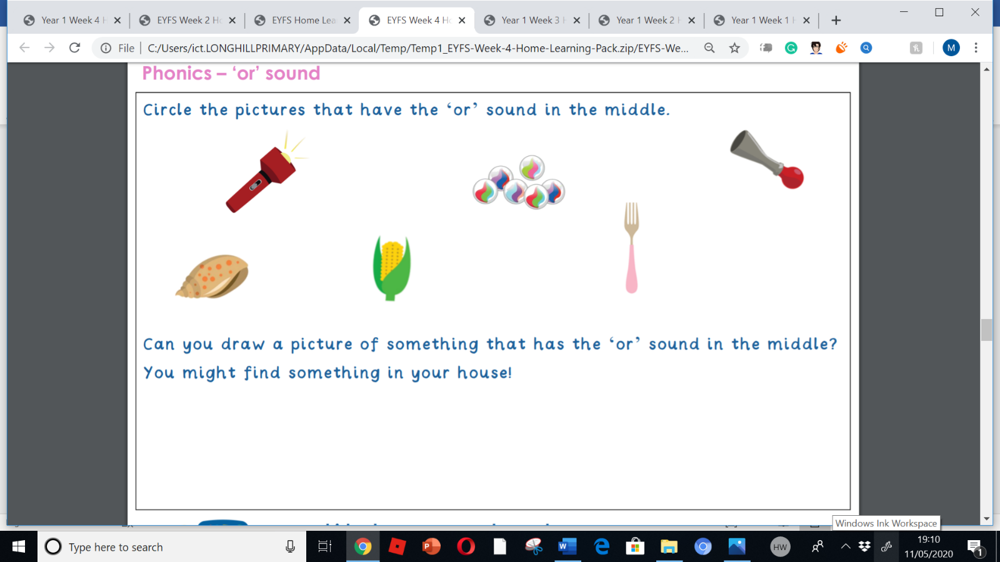 Year 1 Week 4 H
EYFS Week 2 Ho
EYFS Home Lea
EYFS Week 4 Ho
Year 1 Week 3 H
Year 1 Week 2 H
Year 1 Week 1 H
File
C:/Users/ict.LONGHILLPRIMARY/AppData/Local/Temp/Temp1_EYFS-Week-4-Home-Learning-Pack.zip/EYFS-We...
M
Phonics – ‘or’ sound
Circle the pictures that have the ‘or’ sound in the middle.
Can you draw a picture of something that has the ‘or’ sound in the middle?
You might find something in your house!
Windows Ink Workspace
Type here to search
HW
19:10
11/05/2020
1